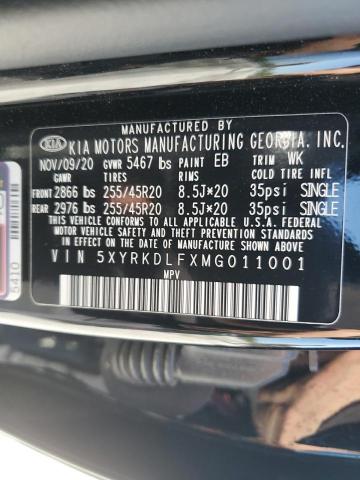 MANUFACTURED BY
KIA KIA MOTORS MANUFACTURING GEORGIA, INC.
NOV/09/20 GVWR 5467 lbs PAINT EB TRIM WK
GAWR TIRES RIMS COLD TIRE INFL
FRONT 2866 lbs 255/45R20 8.5J×20 35psi SINGLE
REAR 2976 lbs 255/45R20 8.5J×20 35psi SINGLE
THIS VEHICLE CONFORMS TO ALL APPLICABLE U.S.A. FEDERAL
MOTOR VEHICLE SAFETY STANDARDS IN EFFECT ON
THE DATE OF MANUFACTURE SHOWN ABOVE.
VIN 5XYRKDLFXMG011001
MPV